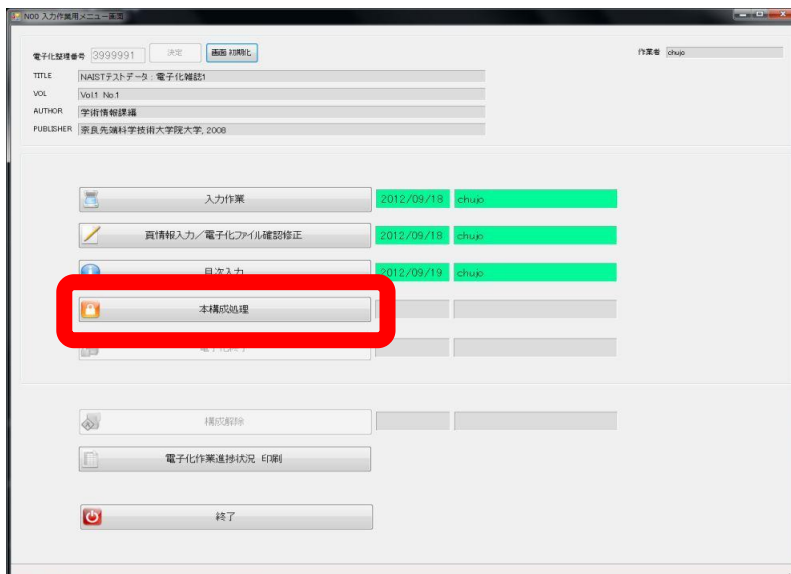 N00 入力作業用メニュー画面
電子化整理番号 3999991 決定 画面初期化 作業者 chujo
TITLE NAISTテストデータ：電子化雑誌1
VOL Vol.1 No.1
AUTHOR 学術情報課編
PUBLISHER 奈良先端科学技術大学院大学, 2008
入力作業 2012/09/18 chujo
頁情報入力／電子化ファイル確認修正 2012/09/18 chujo
目次入力 2012/09/19 chujo
本構成処理
電子化終了
構成解除
電子化作業進捗状況 印刷
終了